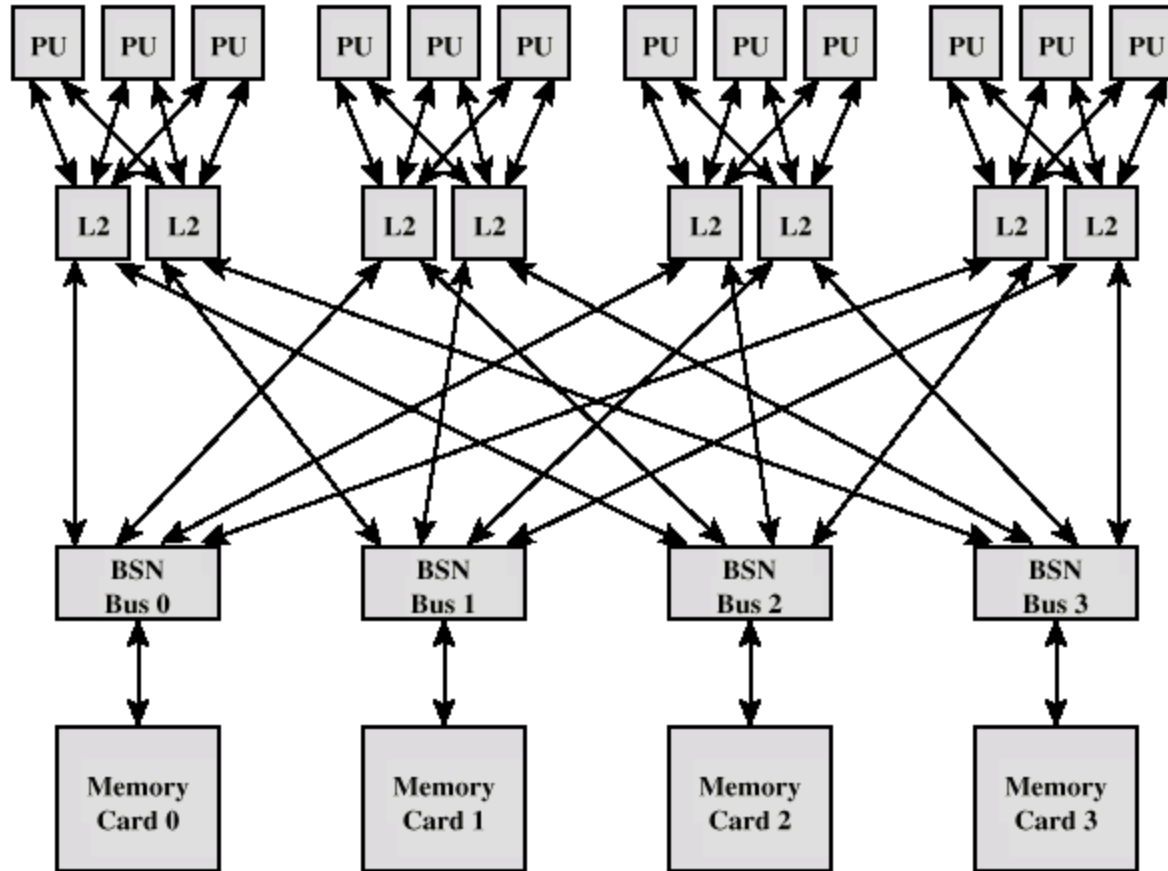 PU PU PU PU PU PU PU PU PU PU PU PU
L2 L2 L2 L2 L2 L2 L2 L2
BSN BSN BSN BSN
Bus 0 Bus 1 Bus 2 Bus 3
Memory Memory Memory Memory
Card 0 Card 1 Card 2 Card 3